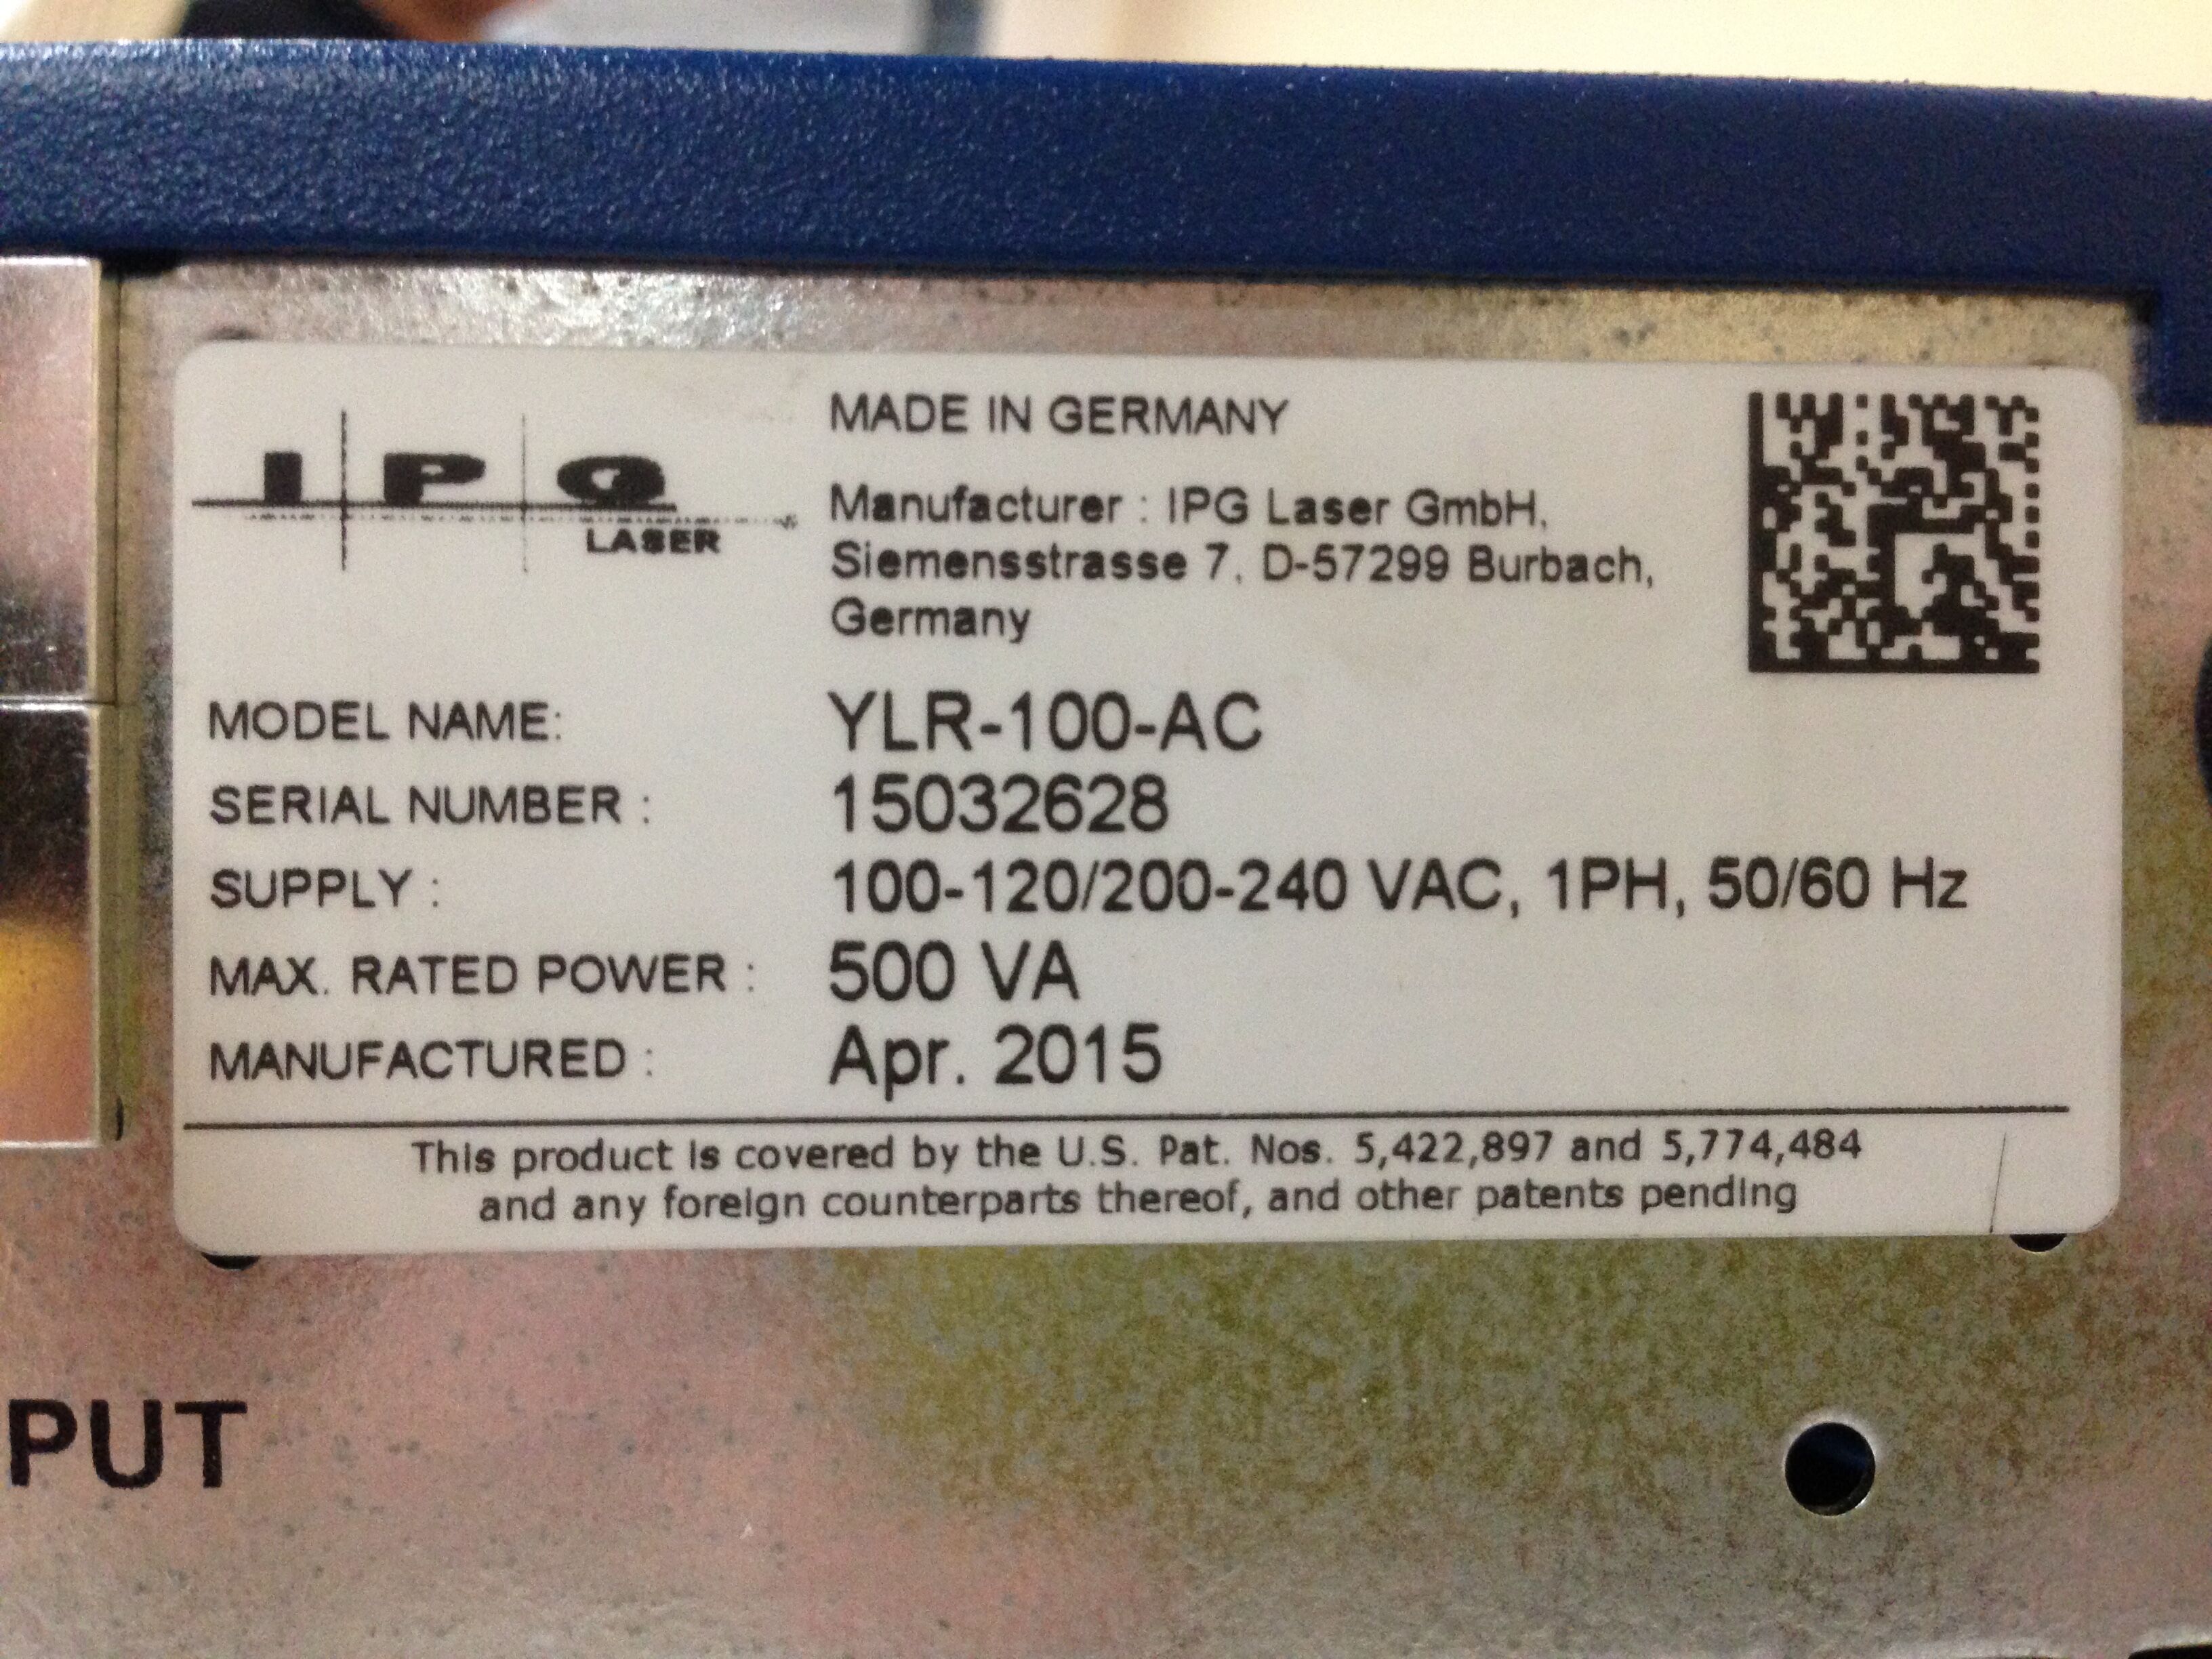 IPG
LASER
MADE IN GERMANY
Manufacturer : IPG Laser GmbH,
Siemensstrasse 7, D-57299 Burbach,
Germany
MODEL NAME: YLR-100-AC
SERIAL NUMBER : 15032628
SUPPLY : 100-120/200-240 VAC, 1PH, 50/60 Hz
MAX. RATED POWER : 500 VA
MANUFACTURED : Apr. 2015
This product is covered by the U.S. Pat. Nos. 5,422,897 and 5,774,484
and any foreign counterparts thereof, and other patents pending
PUT